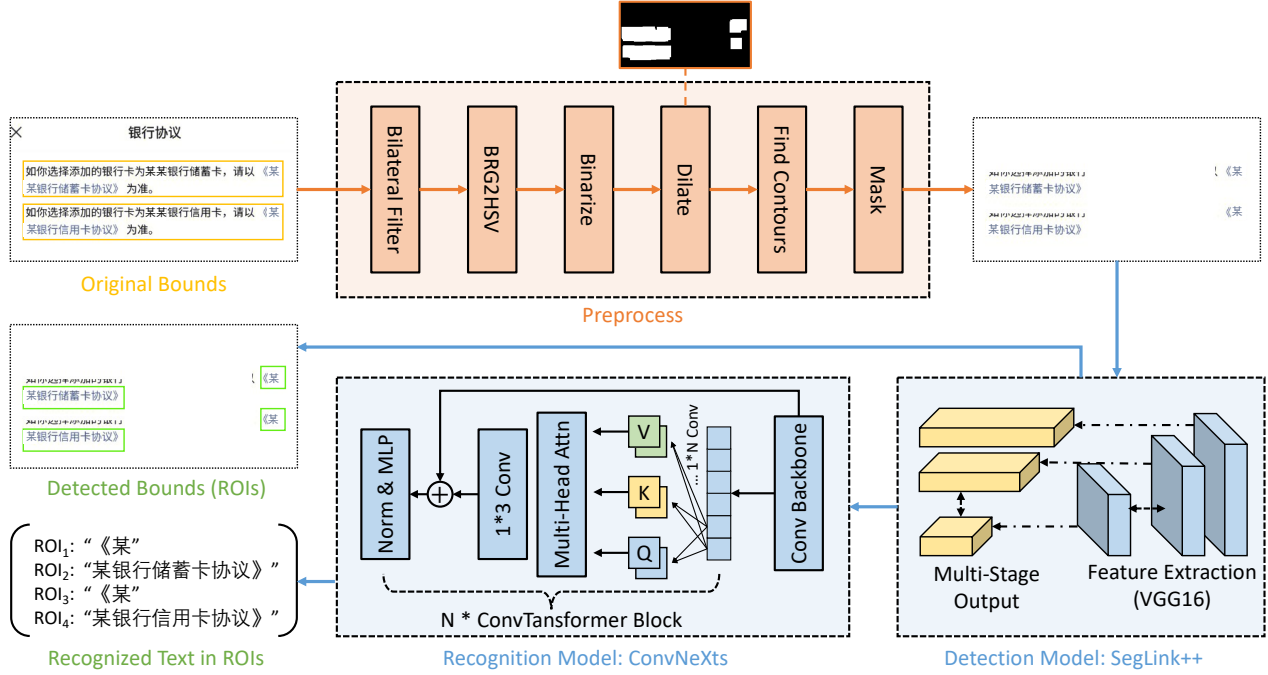 银行协议
如你选择添加的银行卡为某某银行储蓄卡，请以 《某
某银行储蓄卡协议》 为准。
如你选择添加的银行卡为某某银行信用卡，请以 《某
某银行信用卡协议》 为准。
Original Bounds
Bilateral Filter
BRG2HSV
Binarize
Dilate
Find Contours
Mask
Preprocess
《某
某银行储蓄卡协议》
《某
某银行信用卡协议》
《某
某银行储蓄卡协议》
《某
某银行信用卡协议》
Detected Bounds (ROIs)
Norm & MLP
1*3 Conv
Multi-Head Attn
V
K
Q
... 1*N Conv
Conv Backbone
N * ConvTansformer Block
Recognition Model: ConvNeXts
Multi-Stage
Output
Feature Extraction
(VGG16)
Detection Model: SegLink++
ROI1: “《某”
ROI2: “某银行储蓄卡协议》”
ROI3: “《某”
ROI4: “某银行信用卡协议》”
Recognized Text in ROIs